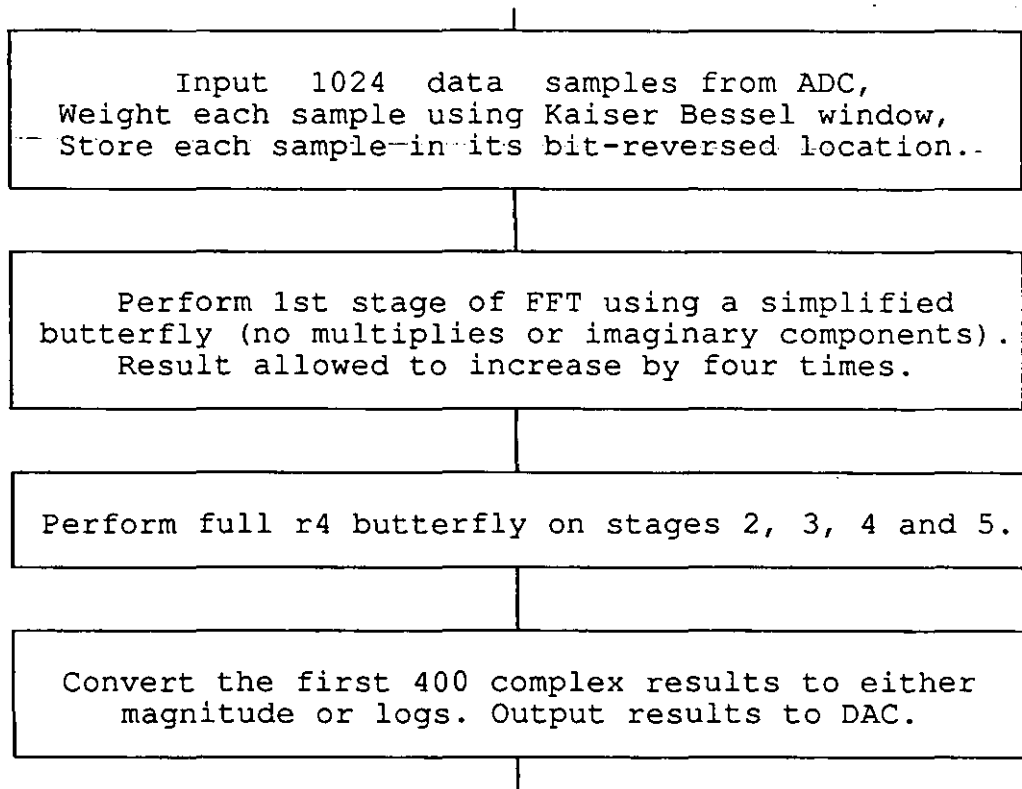 Input 1024 data samples from ADC,
Weight each sample using Kaiser Bessel window,
Store each sample in its bit-reversed location.
Perform 1st stage of FFT using a simplified
butterfly (no multiplies or imaginary components).
Result allowed to increase by four times.
Perform full r4 butterfly on stages 2, 3, 4 and 5.
Convert the first 400 complex results to either
magnitude or logs. Output results to DAC.